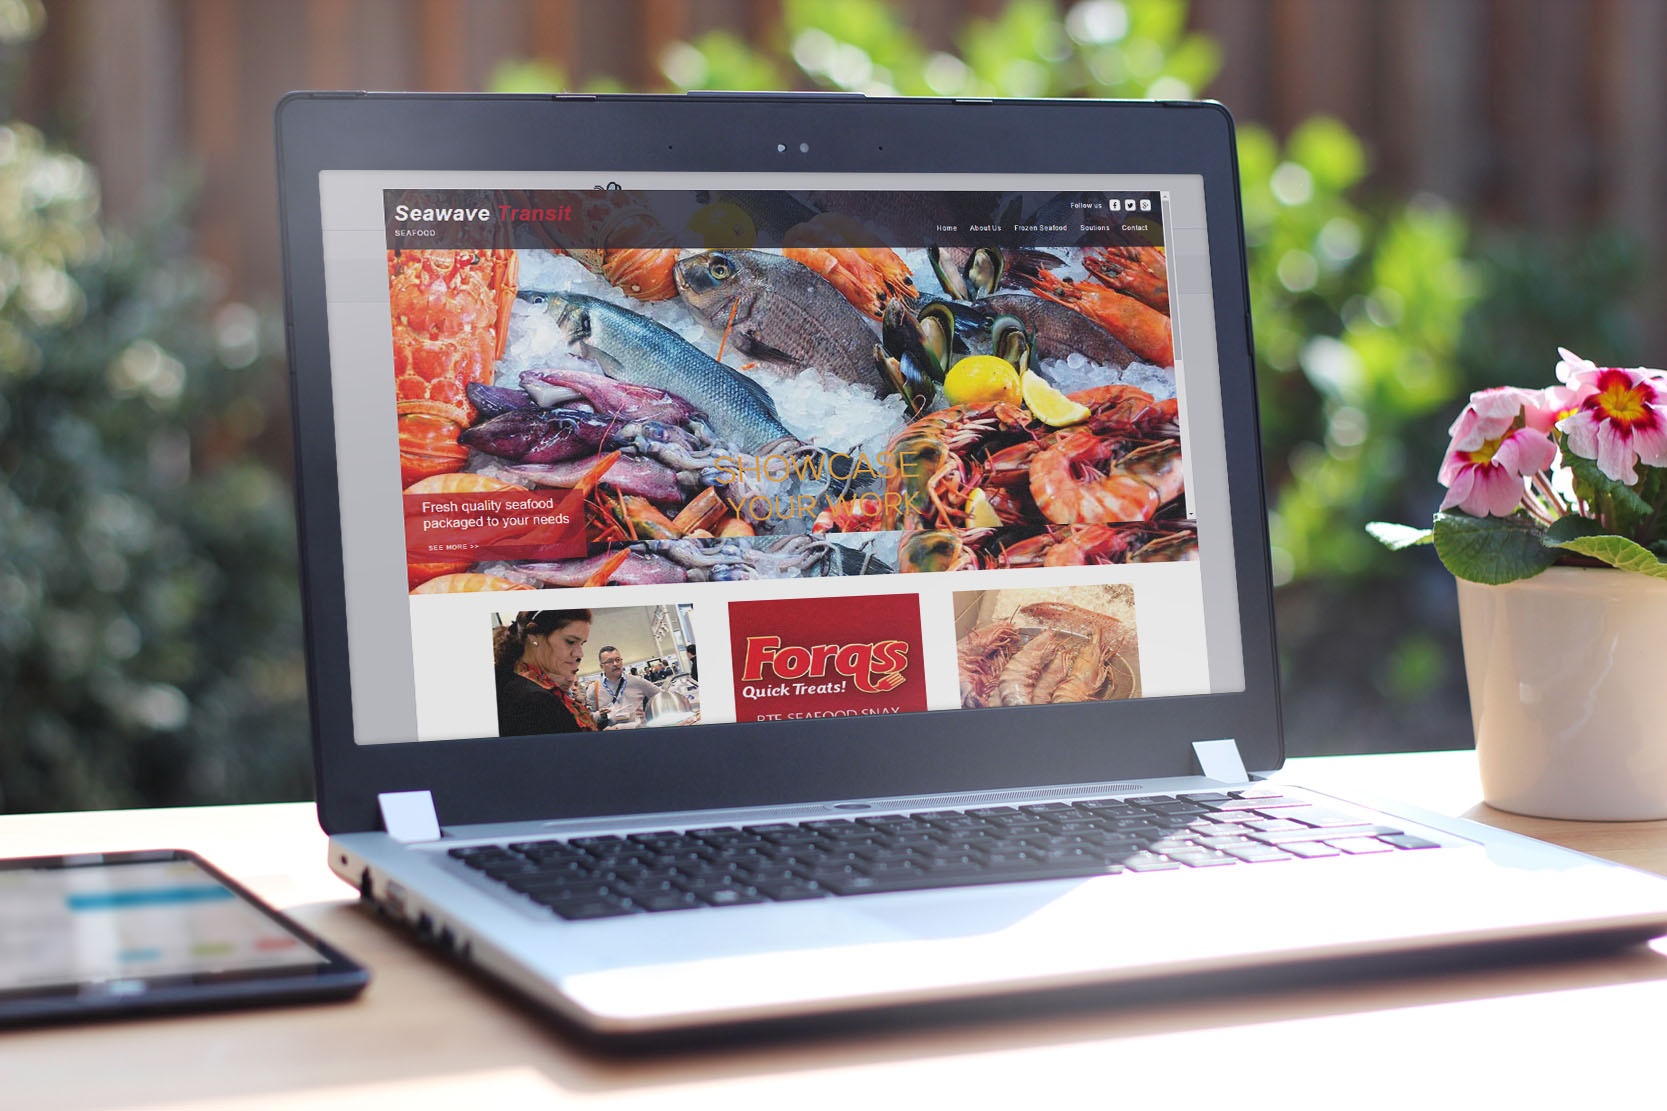 Seawave Transit
SEAFOOD
Follow us
Home About Us Frozen Seafood Soutions Contact
SHOWCASE
YOUR WORK
Fresh quality seafood
packaged to your needs
SEE MORE >>
Forqss
Quick Treats!
RTE SEAFOOD SNAX